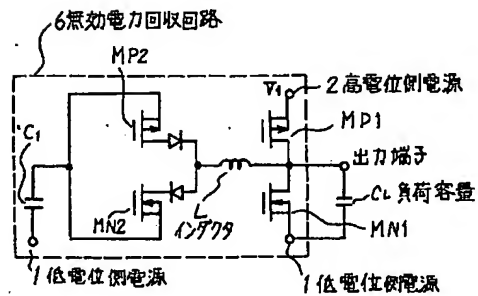 6無効電力回収回路
MP2
V1
2高電位側電源
MP1
C1
出力端子
CL 負荷容量
L
インダクタ
MN2
MN1
1低電位側電源
1低電位側電源